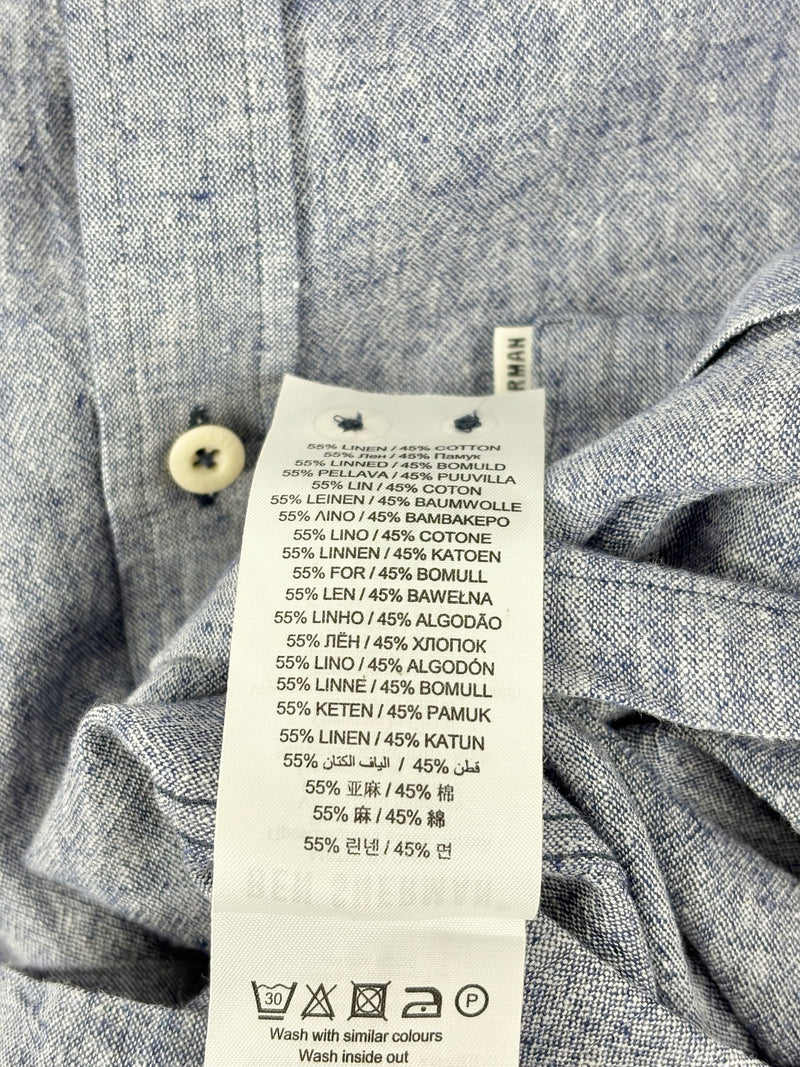 RMAN
55% LINEN / 45% COTTON
55% Лен / 45% Памук
55% LINNED / 45% BOMULD
55% PELLAVA / 45% PUUVILLA
55% LIN / 45% COTON
55% LEINEN / 45% BAUMWOLLE
55% ΛΙΝΟ / 45% ΒΑΜΒΑΚΕΡΟ
55% LINO / 45% COTONE
55% LINNEN / 45% KATOEN
55% FOR / 45% BOMULL
55% LEN / 45% BAWEŁNA
55% LINHO / 45% ALGODÃO
55% ЛЁН / 45% ХЛОПОК
55% LINO / 45% ALGODÓN
55% LINNE / 45% BOMULL
55% KETEN / 45% PAMUK
55% LINEN / 45% KATUN
55% الياف الكتان / 45% قطن
55% 亚麻 / 45% 棉
55% 麻 / 45% 綿
55% 린넨 / 45% 면
BEN SHERMAN
30 P
Wash with similar colours
Wash inside out